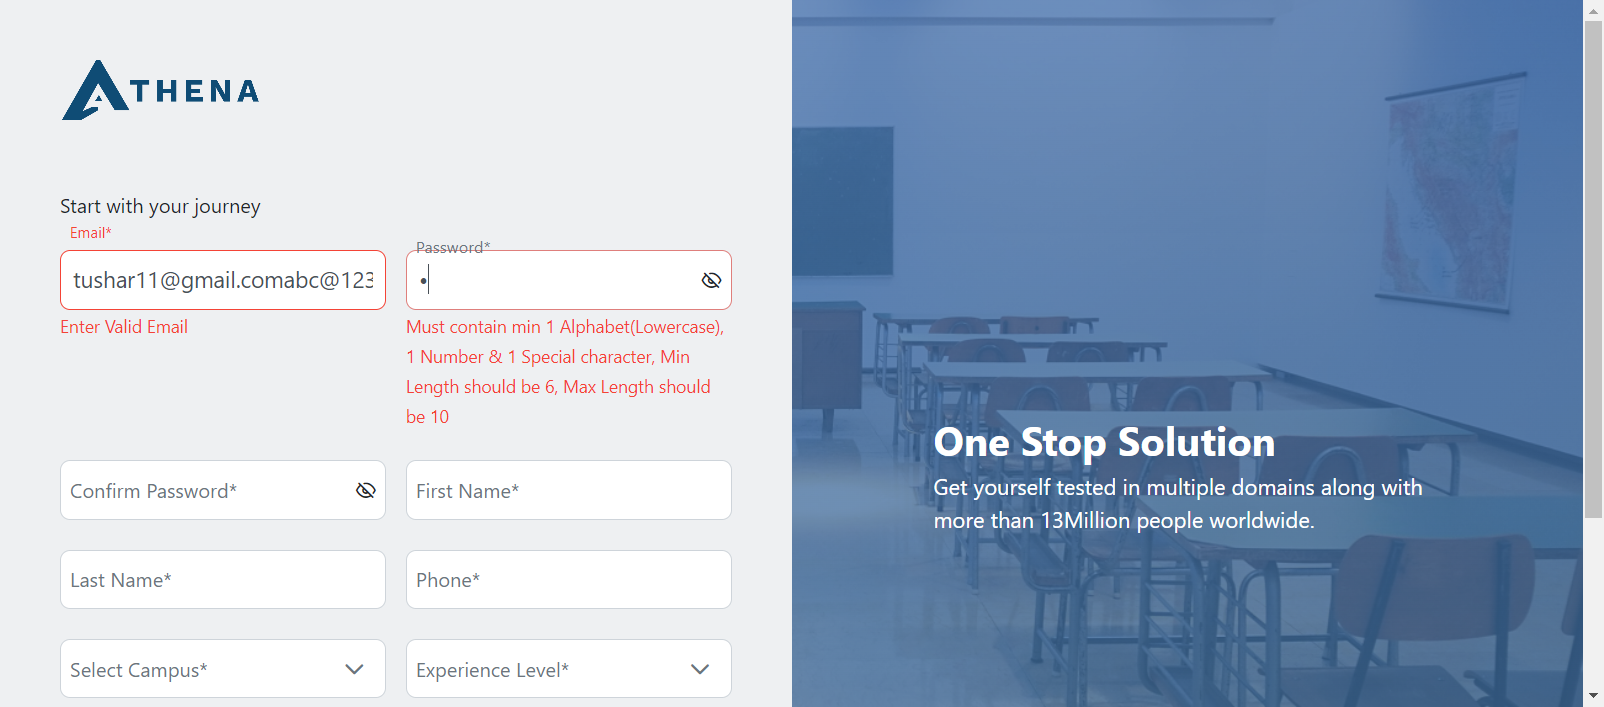 ATHENA
Start with your journey
Email*
Password*
tushar11@gmail.comabc@123
•
Enter Valid Email
Must contain min 1 Alphabet(Lowercase),
1 Number & 1 Special character, Min
Length should be 6, Max Length should
be 10
Confirm Password*
First Name*
Last Name*
Phone*
Select Campus*
Experience Level*
One Stop Solution
Get yourself tested in multiple domains along with
more than 13Million people worldwide.